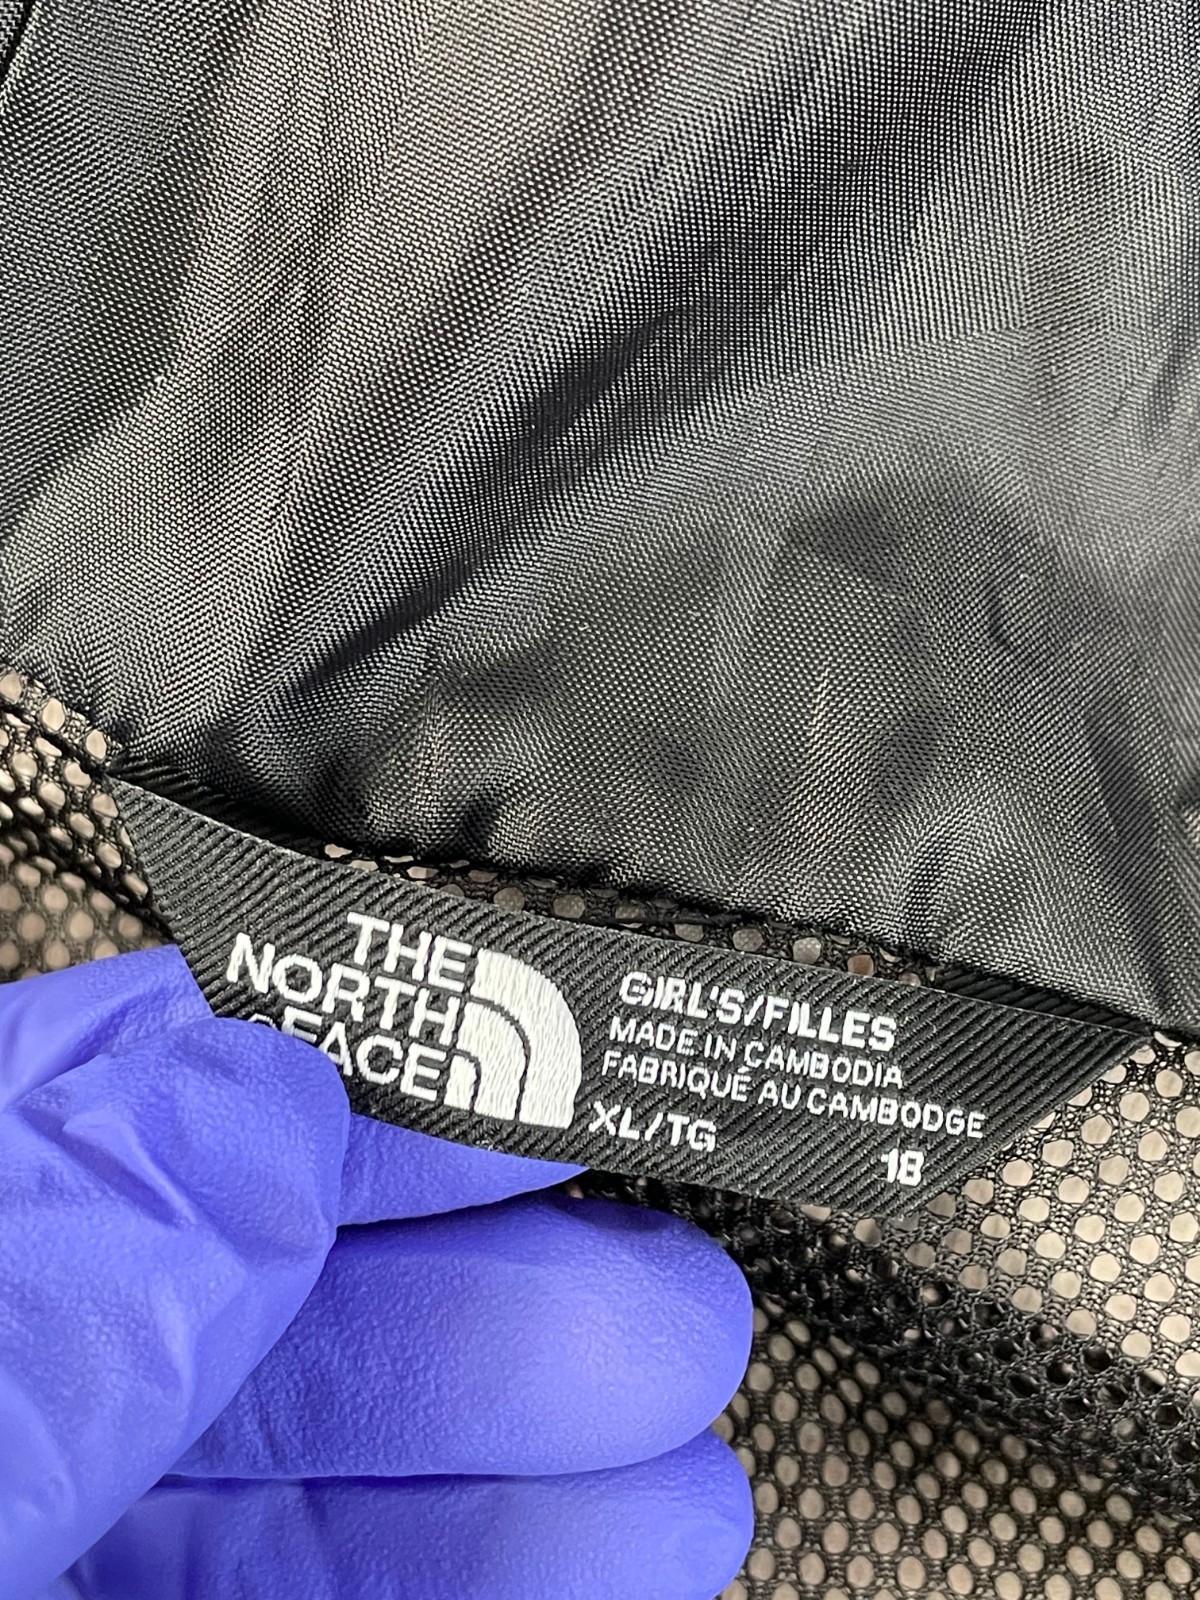 THE
NORTH
FACE
GIRL'S/FILLES
MADE IN CAMBODIA
FABRIQUÉ AU CAMBODGE
XL/TG
18